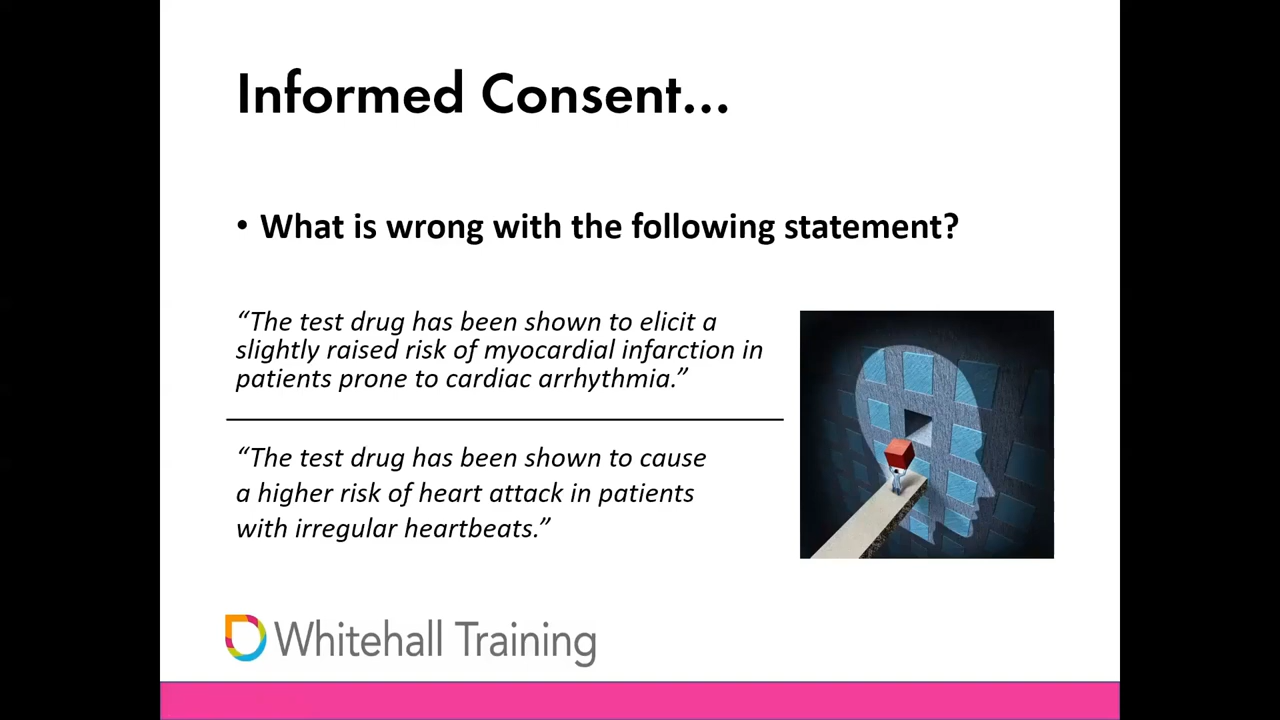 Informed Consent...
• What is wrong with the following statement?
“The test drug has been shown to elicit a
slightly raised risk of myocardial infarction in
patients prone to cardiac arrhythmia.”
“The test drug has been shown to cause
a higher risk of heart attack in patients
with irregular heartbeats.”
Whitehall Training